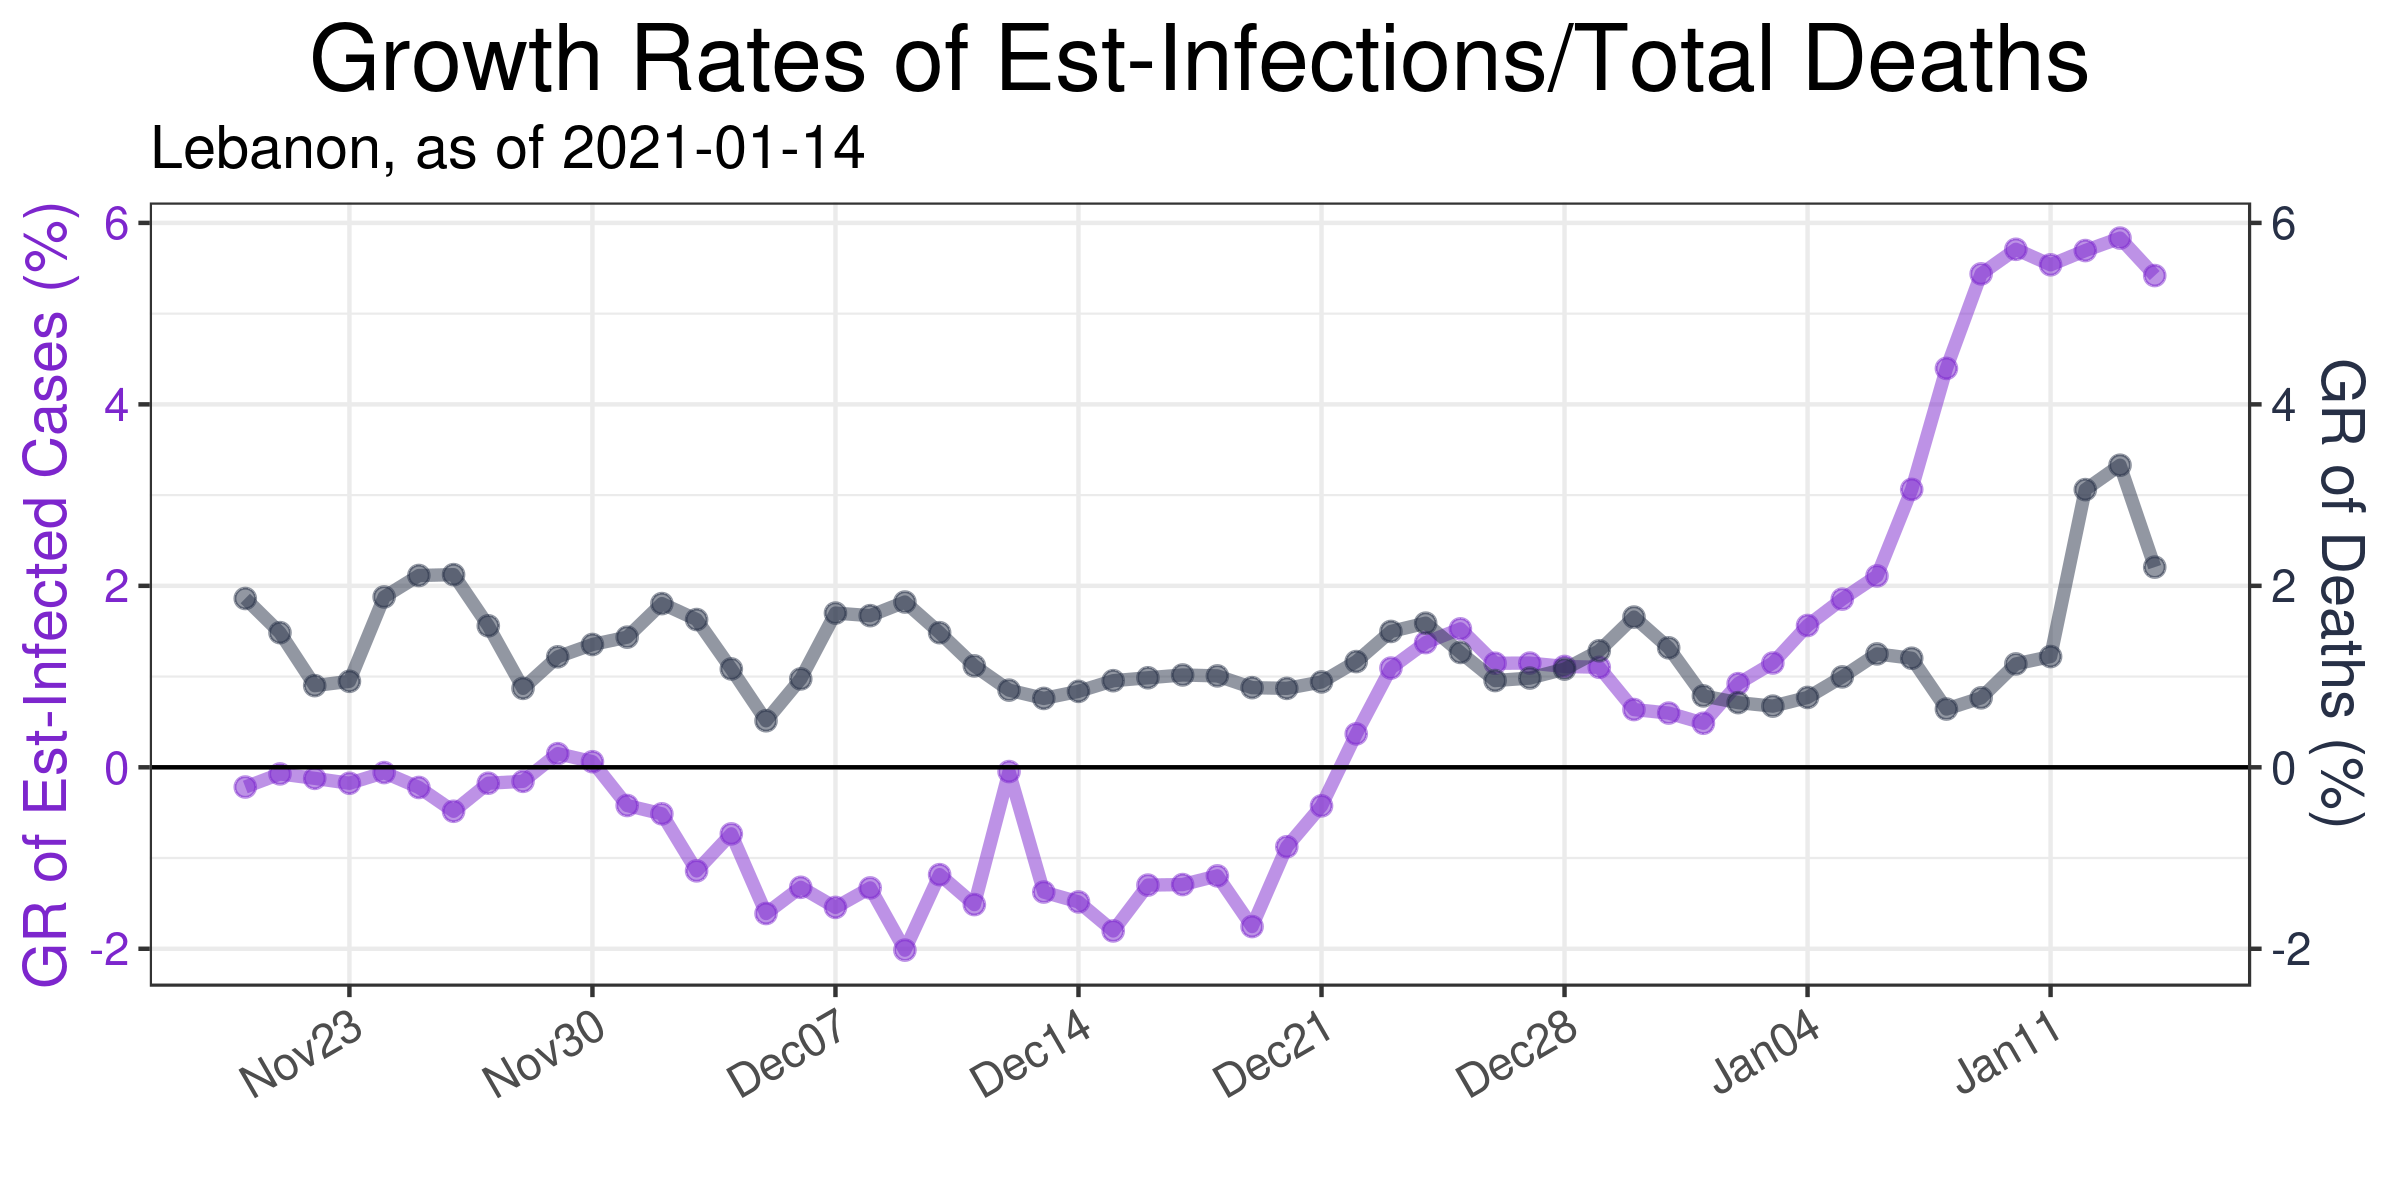 Growth Rates of Est-Infections/Total Deaths
Lebanon, as of 2021-01-14
GR of Est-Infected Cases (%)
6
4
2
0
-2
6
4
2
0
-2
GR of Deaths (%)
Nov23
Nov30
Dec07
Dec14
Dec21
Dec28
Jan04
Jan11